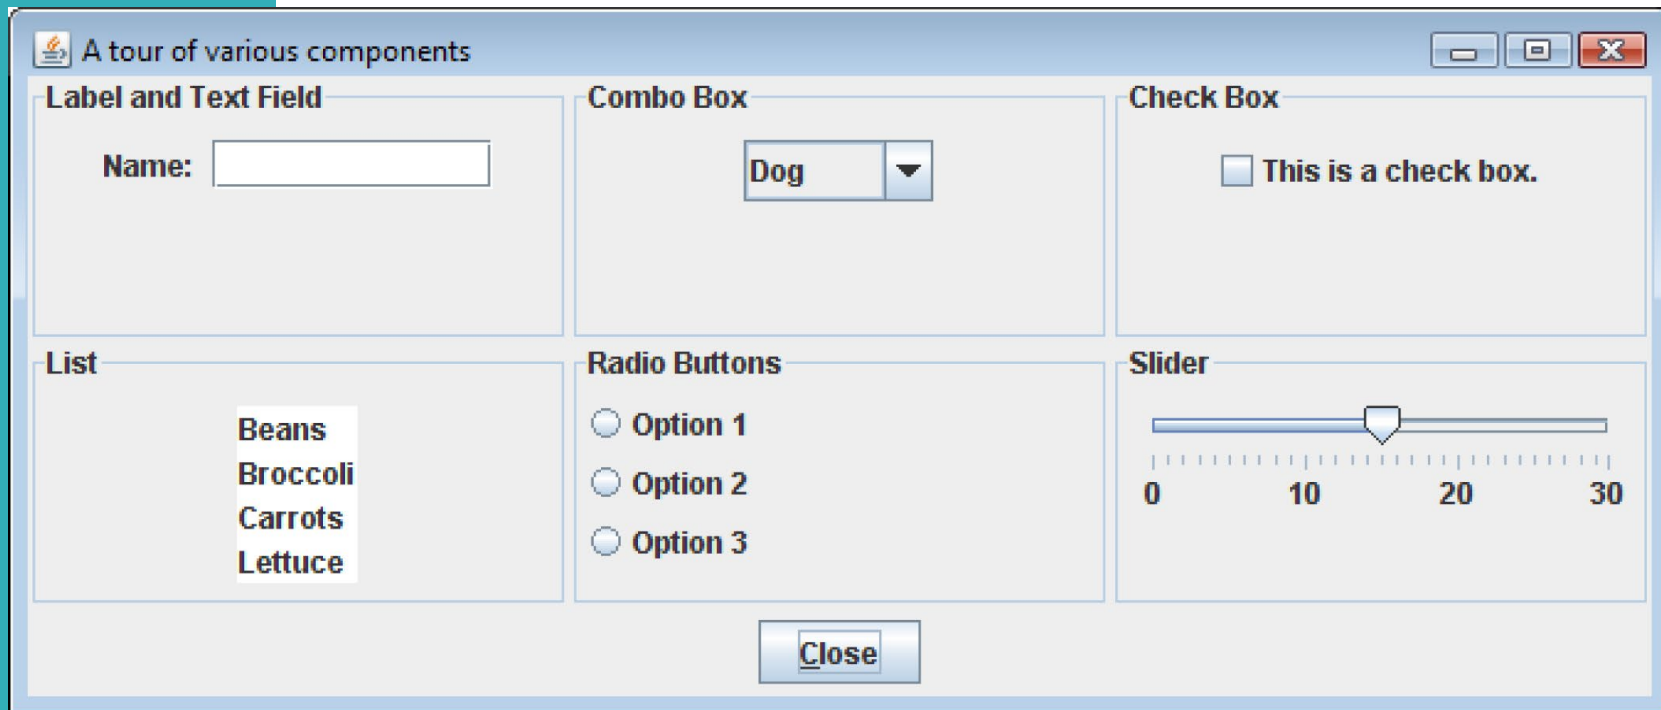 A tour of various components
Label and Text Field
Name:
Combo Box
Dog
Check Box
This is a check box.
List
Beans
Broccoli
Carrots
Lettuce
Radio Buttons
Option 1
Option 2
Option 3
Slider
0 10 20 30
Close